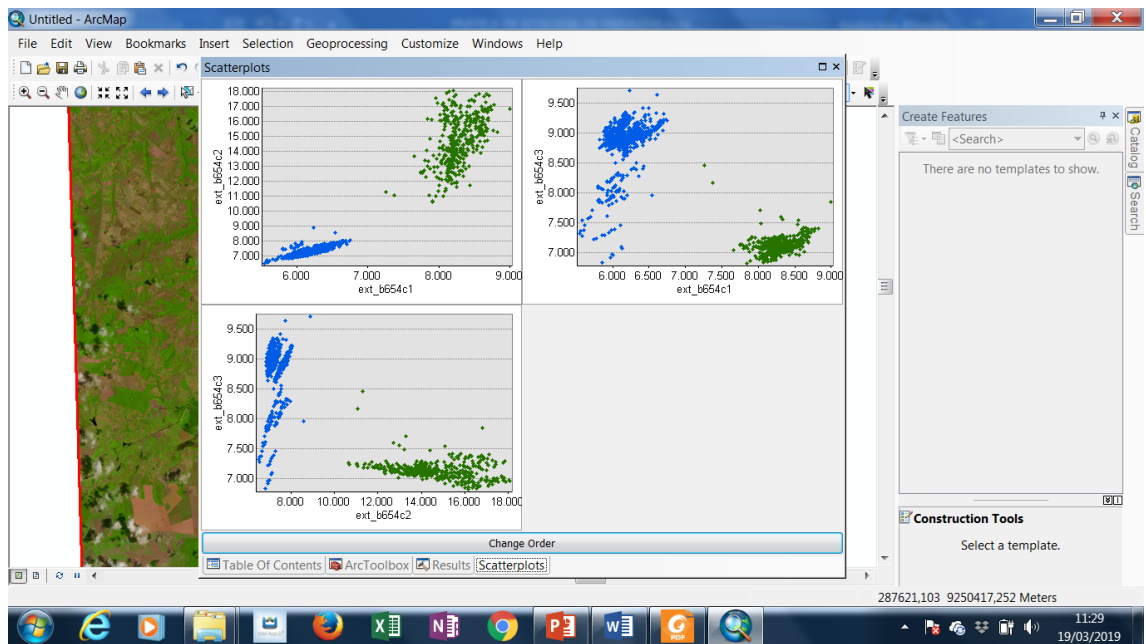 Untitled - ArcMap
File Edit View Bookmarks Insert Selection Geoprocessing Customize Windows Help
Scatterplots
18.000
17.000
16.000
15.000
14.000
13.000
12.000
11.000
10.000
9.000
8.000
7.000
ext_b654c2
6.000 7.000 8.000 9.000
ext_b654c1
9.500
9.000
8.500
8.000
7.500
7.000
ext_b654c3
6.000 6.500 7.000 7.500 8.000 8.500 9.000
ext_b654c1
9.500
9.000
8.500
8.000
7.500
7.000
ext_b654c3
8.000 10.000 12.000 14.000 16.000 18.000
ext_b654c2
Change Order
Table Of Contents ArcToolbox Results Scatterplots
Create Features
<Search>
There are no templates to show.
Construction Tools
Select a template.
Catalog
Search
287621,103 9250417,252 Meters
PDF
11:29
19/03/2019